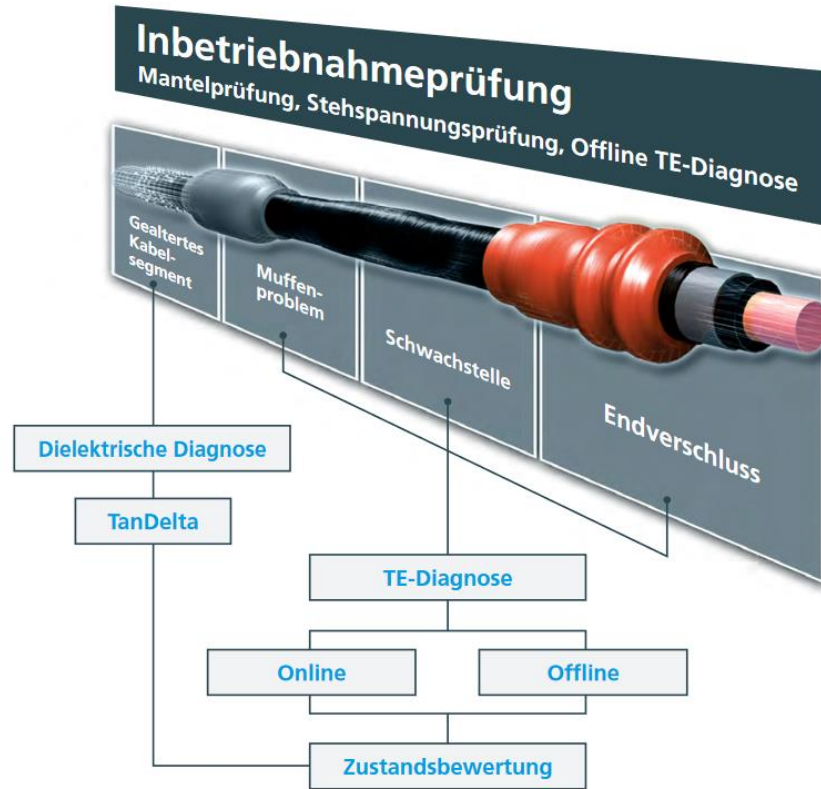 Inbetriebnahmeprüfung
Mantelprüfung, Stehspannungsprüfung, Offline TE-Diagnose
Gealtertes
Kabel-
segment
Muffen-
problem
Schwachstelle
Endverschluss
Dielektrische Diagnose
TanDelta
TE-Diagnose
Online
Offline
Zustandsbewertung